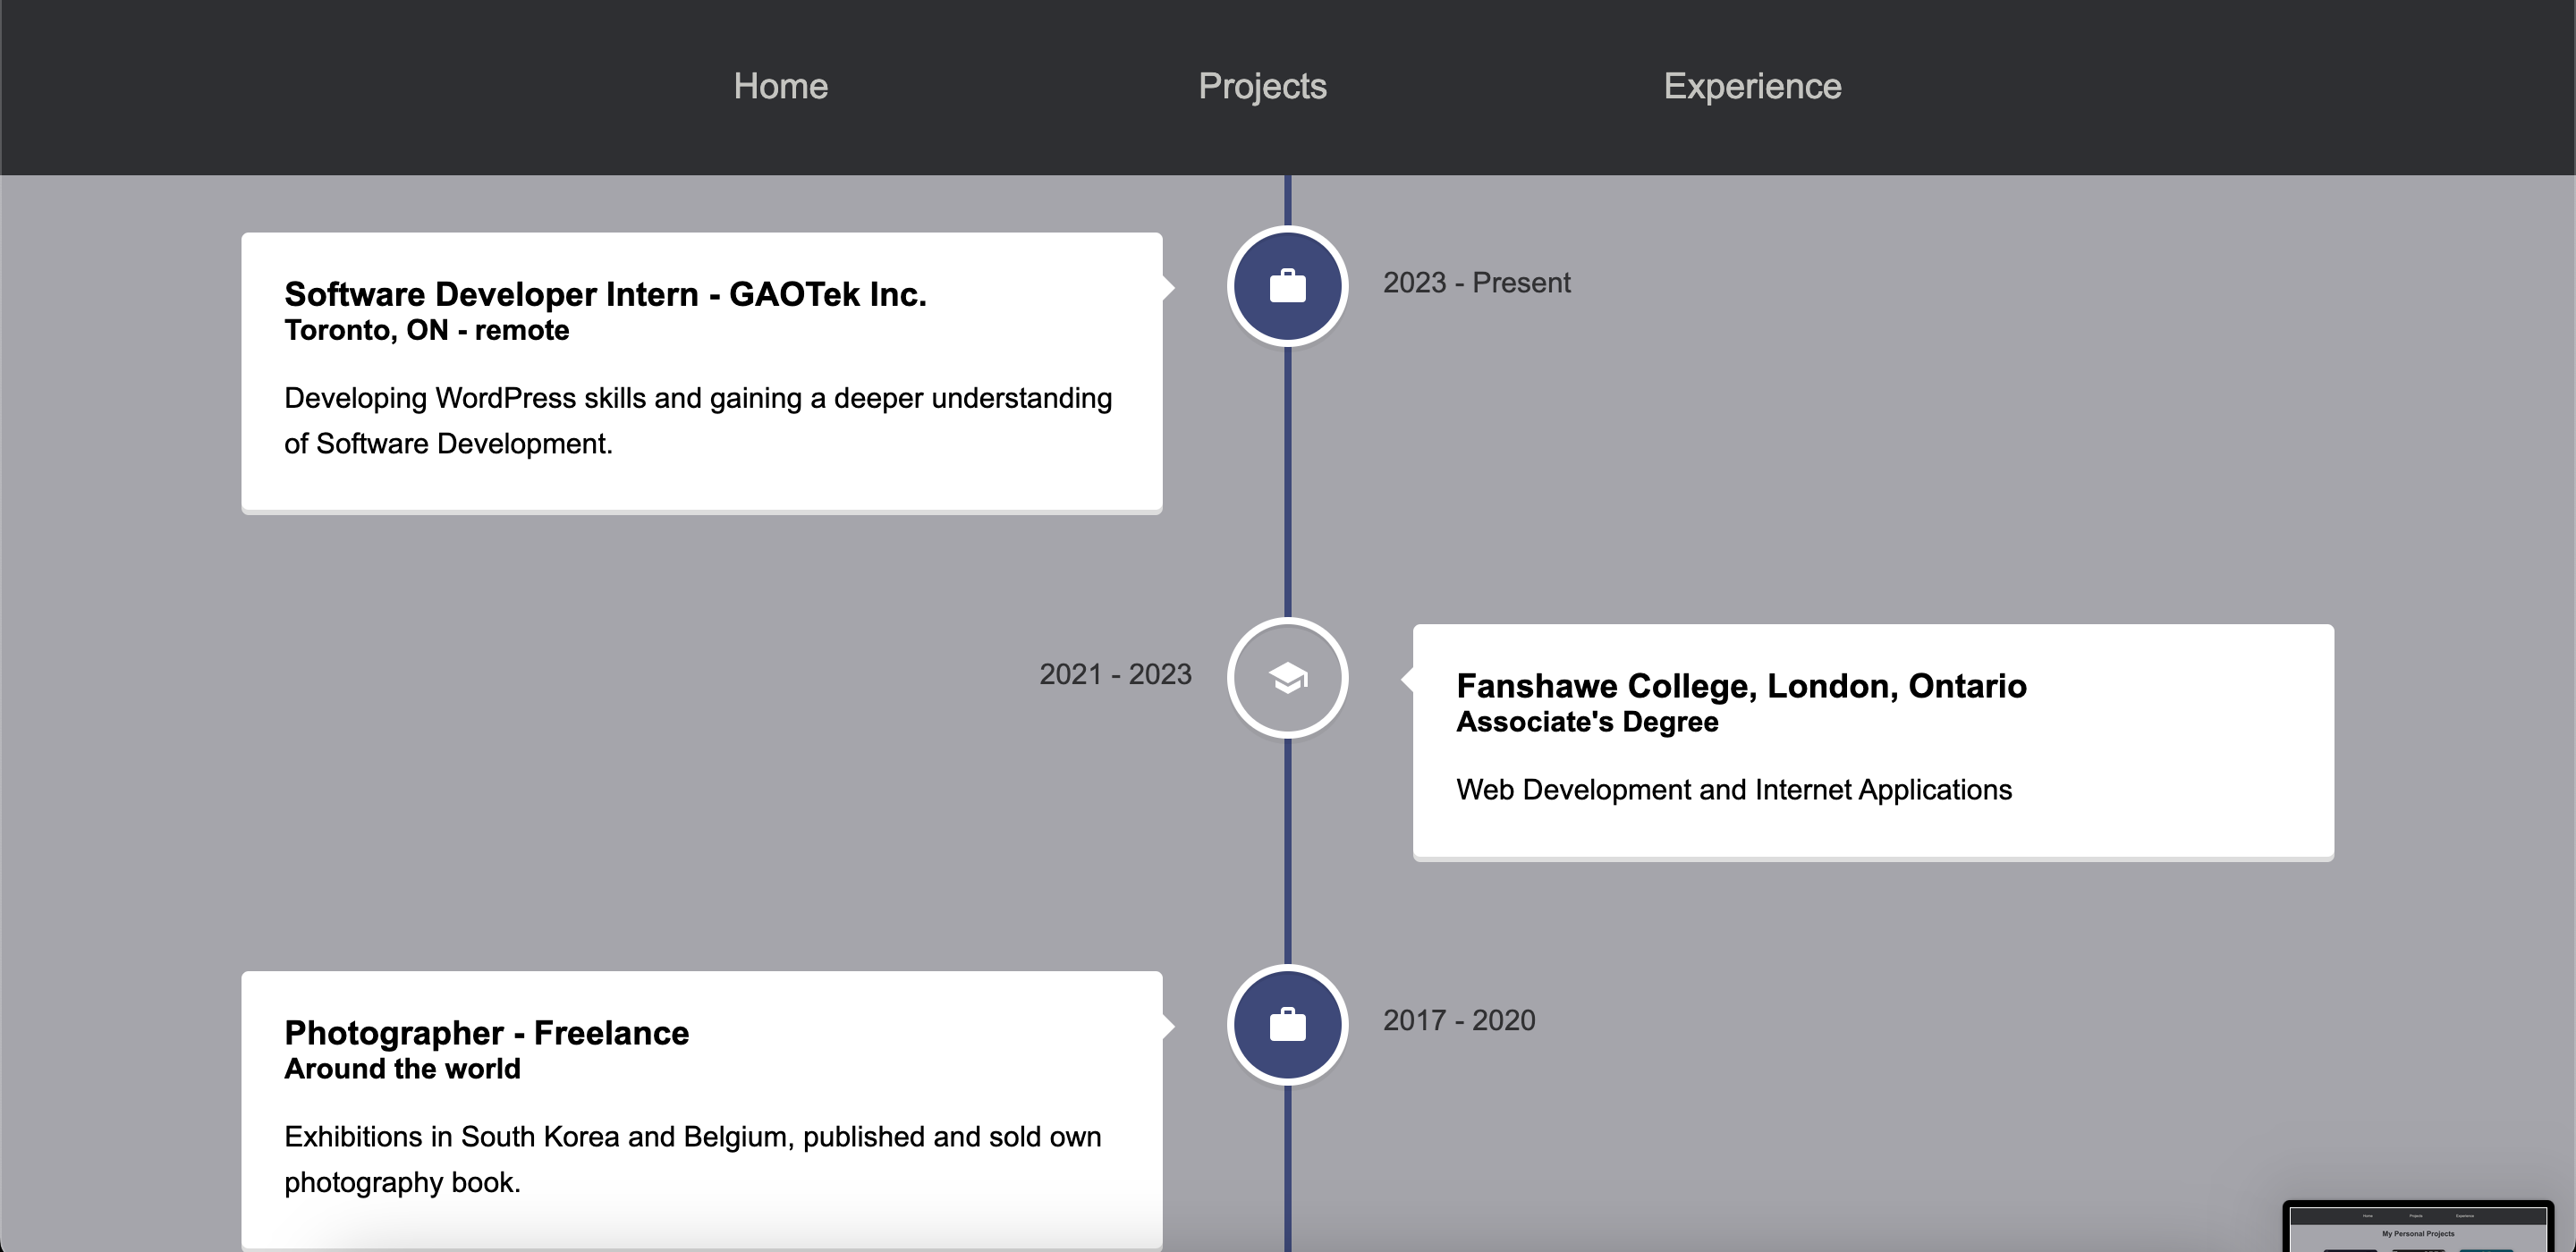 Home
Projects
Experience
Software Developer Intern - GAOTek Inc.
Toronto, ON - remote
Developing WordPress skills and gaining a deeper understanding
of Software Development.
2023 - Present
2021 - 2023
Fanshawe College, London, Ontario
Associate's Degree
Web Development and Internet Applications
Photographer - Freelance
Around the world
Exhibitions in South Korea and Belgium, published and sold own
photography book.
2017 - 2020
Home
Projects
Experience
My Personal Projects